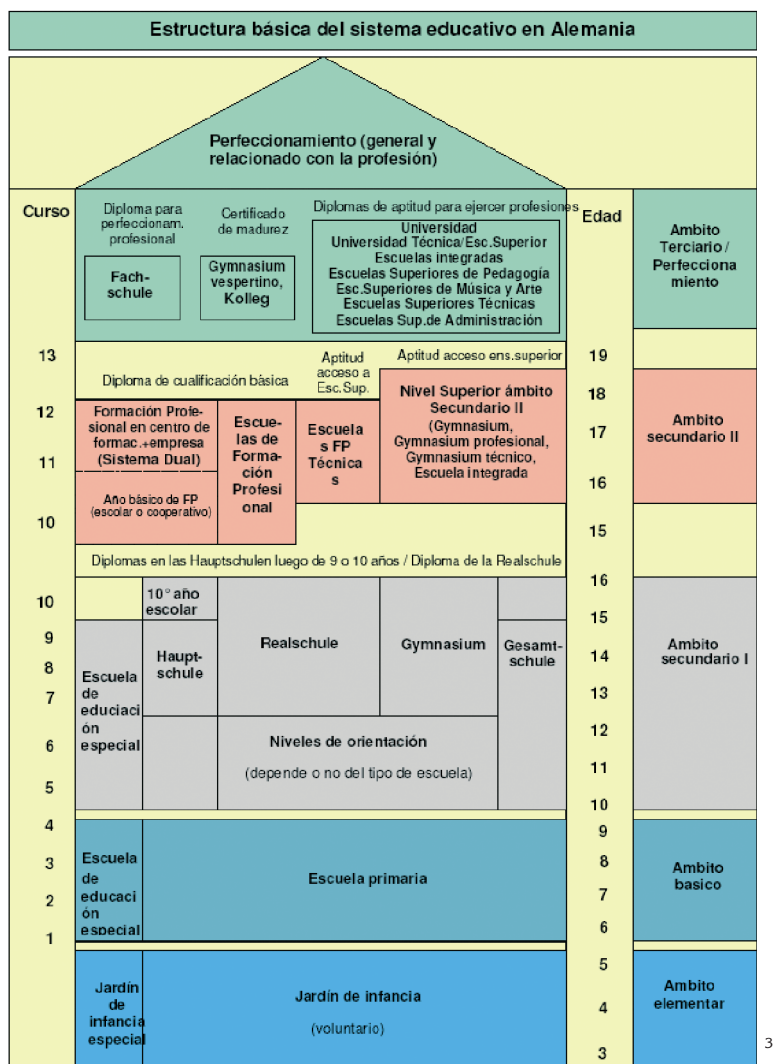 Estructura básica del sistema educativo en Alemania
Perfeccionamiento (general y
relacionado con la profesión)
Curso
Diploma para
perfeccionam.
profesional
Certificado
de madurez
Diplomas de aptitud para ejercer profesiones
Edad
Fach-
schule
Gymnasium
vespertino,
Kolleg
Universidad
Universidad Técnica/Esc.Superior
Escuelas integradas
Escuelas Superiores de Pedagogía
Esc.Superiores de Música y Arte
Escuelas Superiores Técnicas
Escuelas Sup.de Administración
Ambito
Terciario /
Perfecciona
miento
13
Diploma de cualificación básica
Aptitud
acceso a
Esc.Sup.
Aptitud acceso ens.superior
19
12
11
10
Formación Profe-
sional en centro de
formac.+empresa
(Sistema Dual)
Año básico de FP
(escolar o cooperativo)
Escue-
las de
Forma-
ción
Profesi
onal
Escuela
s FP
Técnica
s
Nivel Superior ámbito
Secundario II
(Gymnasium,
Gymnasium profesional,
Gymnasium técnico,
Escuela integrada
18
17
16
15
Ambito
secundario II
Diplomas en las Hauptschulen luego de 9 o 10 años / Diploma de la Realschule
10
9
8
7
6
5
Escuela
de
educiaci
ón
especial
10° año
escolar
Haupt-
schule
Realschule
Gymnasium
Gesamt-
schule
Niveles de orientación
(depende o no del tipo de escuela)
16
15
14
13
12
11
10
Ambito
secundario I
4
3
2
1
Escuela
de
educaci
ón
especial
Escuela primaria
9
8
7
6
Ambito
basico
Jardín
de
infancia
especial
Jardín de infancia
(voluntario)
5
4
3
Ambito
elementar
3